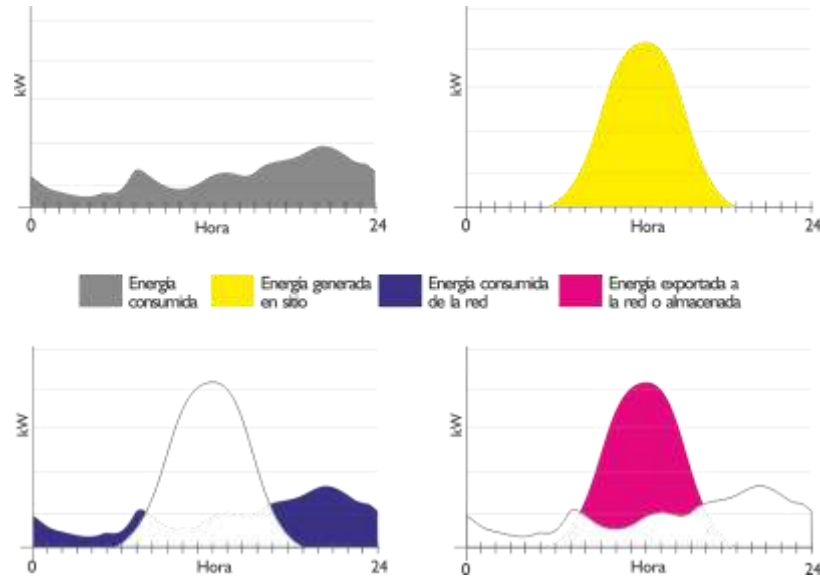 kW
0
Hora
24
kW
0
Hora
24
Energía
consumida
Energía generada
en sitio
Energía consumida
de la red
Energía exportada a
la red o almacenada
kW
0
Hora
24
kW
0
Hora
24